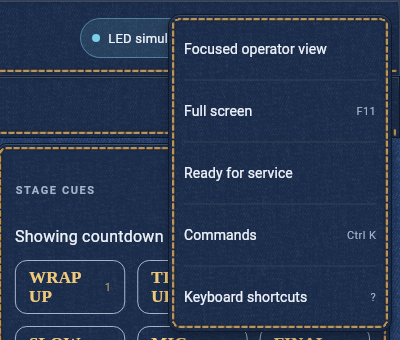 LED
Focused operator view
Full screen F11
Ready for service
STAGE CUES
Commands Ctrl K
Showing countdown
WRAP
UP 1
Keyboard shortcuts ?